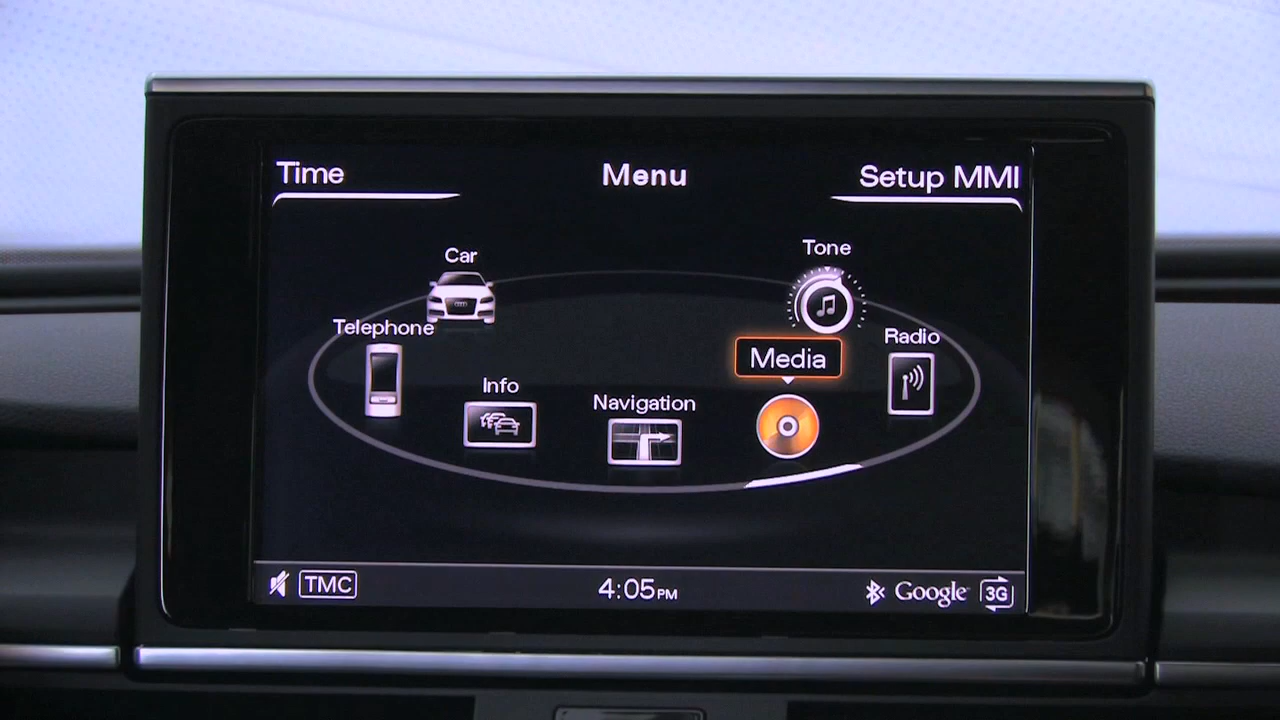 Time
Menu
Setup MMI
Car
Tone
Telephone
Radio
Media
Info
Navigation
TMC
4:05PM
Google
3G